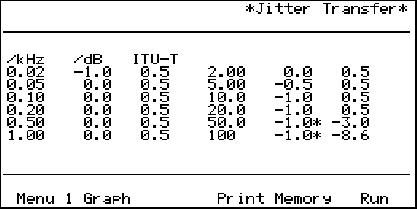 *Jitter Transfer*
/kHz /dB ITU-T
0.02 -1.0 0.5 2.00 0.0 0.5
0.05 0.0 0.5 5.00 -0.5 0.5
0.10 0.0 0.5 10.0 -1.0 0.5
0.20 0.0 0.5 20.0 -1.0 0.5
0.50 0.0 0.5 50.0 -1.0* -3.0
1.00 0.0 0.5 100 -1.0* -8.6
Menu 1 Graph Print Memory Run